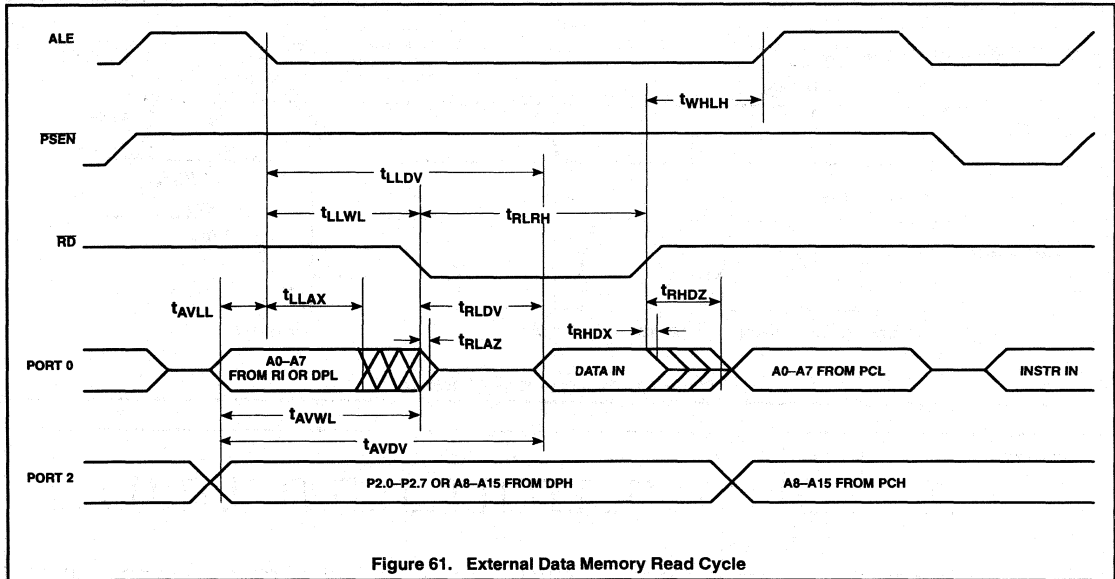 ALE
tWHLH
PSEN
tLLDV
tLLWL
tRLRH
RD
tAVLL
tLLAX
tRLDV
tRLAZ
tRHDZ
tRHDX
PORT 0
A0–A7
FROM RI OR DPL
DATA IN
A0–A7 FROM PCL
INSTR IN
tAVWL
tAVDV
PORT 2
P2.0–P2.7 OR A8–A15 FROM DPH
A8–A15 FROM PCH
Figure 61. External Data Memory Read Cycle